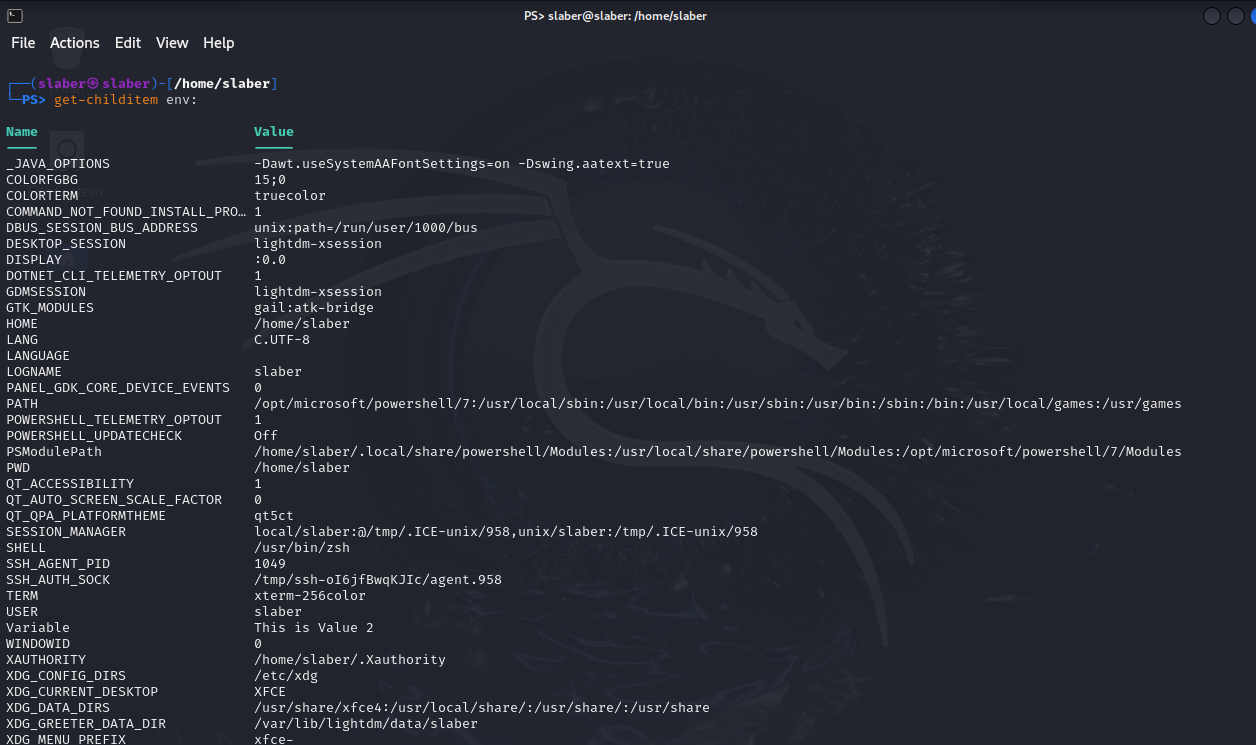 PS> slaber@slaber: /home/slaber
File Actions Edit View Help
┌──(slaber㉿slaber)-[/home/slaber]
└─PS> get-childitem env:
Name Value
_JAVA_OPTIONS -Dawt.useSystemAAFontSettings=on -Dswing.aatext=true
COLORFGBG 15;0
COLORTERM truecolor
COMMAND_NOT_FOUND_INSTALL_PRO… 1
DBUS_SESSION_BUS_ADDRESS unix:path=/run/user/1000/bus
DESKTOP_SESSION lightdm-xsession
DISPLAY :0.0
DOTNET_CLI_TELEMETRY_OPTOUT 1
GDMSESSION lightdm-xsession
GTK_MODULES gail:atk-bridge
HOME /home/slaber
LANG C.UTF-8
LANGUAGE
LOGNAME slaber
PANEL_GDK_CORE_DEVICE_EVENTS 0
PATH /opt/microsoft/powershell/7:/usr/local/sbin:/usr/local/bin:/usr/sbin:/usr/bin:/sbin:/bin:/usr/local/games:/usr/games
POWERSHELL_TELEMETRY_OPTOUT 1
POWERSHELL_UPDATECHECK Off
PSModulePath /home/slaber/.local/share/powershell/Modules:/usr/local/share/powershell/Modules:/opt/microsoft/powershell/7/Modules
PWD /home/slaber
QT_ACCESSIBILITY 1
QT_AUTO_SCREEN_SCALE_FACTOR 0
QT_QPA_PLATFORMTHEME qt5ct
SESSION_MANAGER local/slaber:@/tmp/.ICE-unix/958,unix/slaber:/tmp/.ICE-unix/958
SHELL /usr/bin/zsh
SSH_AGENT_PID 1049
SSH_AUTH_SOCK /tmp/ssh-oI6jfBwqKJIc/agent.958
TERM xterm-256color
USER slaber
Variable This is Value 2
WINDOWID 0
XAUTHORITY /home/slaber/.Xauthority
XDG_CONFIG_DIRS /etc/xdg
XDG_CURRENT_DESKTOP XFCE
XDG_DATA_DIRS /usr/share/xfce4:/usr/local/share/:/usr/share/:/usr/share
XDG_GREETER_DATA_DIR /var/lib/lightdm/data/slaber
XDG_MENU_PREFIX xfce-